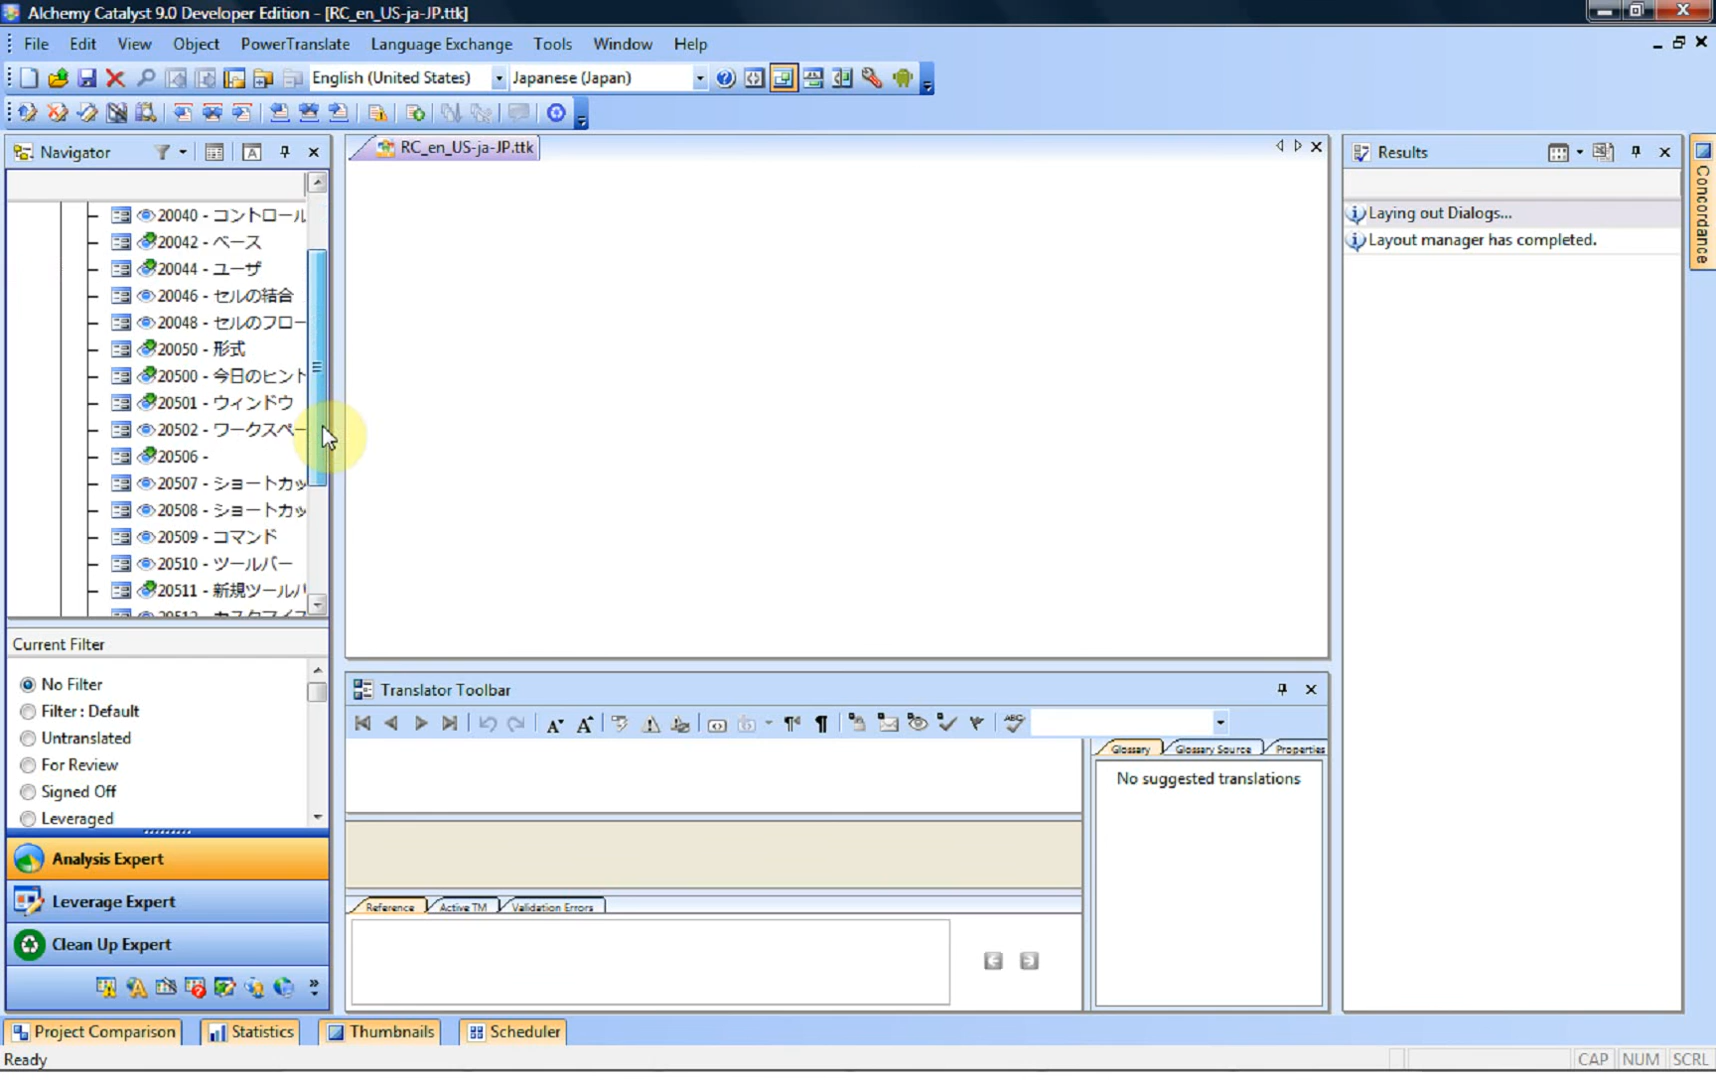 Alchemy Catalyst 9.0 Developer Edition - [RC_en_US-ja-JP.ttk]
File Edit View Object PowerTranslate Language Exchange Tools Window Help
English (United States) Japanese (Japan)
Navigator
RC_en_US-ja-JP.ttk
Results
Concordance
20040 - コントロール
20042 - ベース
20044 - ユーザ
20046 - セルの結合
20048 - セルのフロー
20050 - 形式
20500 - 今日のヒント
20501 - ウィンドウ
20502 - ワークスペー
20506 -
20507 - ショートカッ
20508 - ショートカッ
20509 - コマンド
20510 - ツールバー
20511 - 新規ツールバ
Laying out Dialogs...
Layout manager has completed.
Current Filter
No Filter
Filter : Default
Untranslated
For Review
Signed Off
Leveraged
Analysis Expert
Leverage Expert
Clean Up Expert
Translator Toolbar
Glossary Glossary Source Properties
No suggested translations
Reference Active TM Validation Errors
Project Comparison Statistics Thumbnails Scheduler
Ready
CAP NUM SCRL